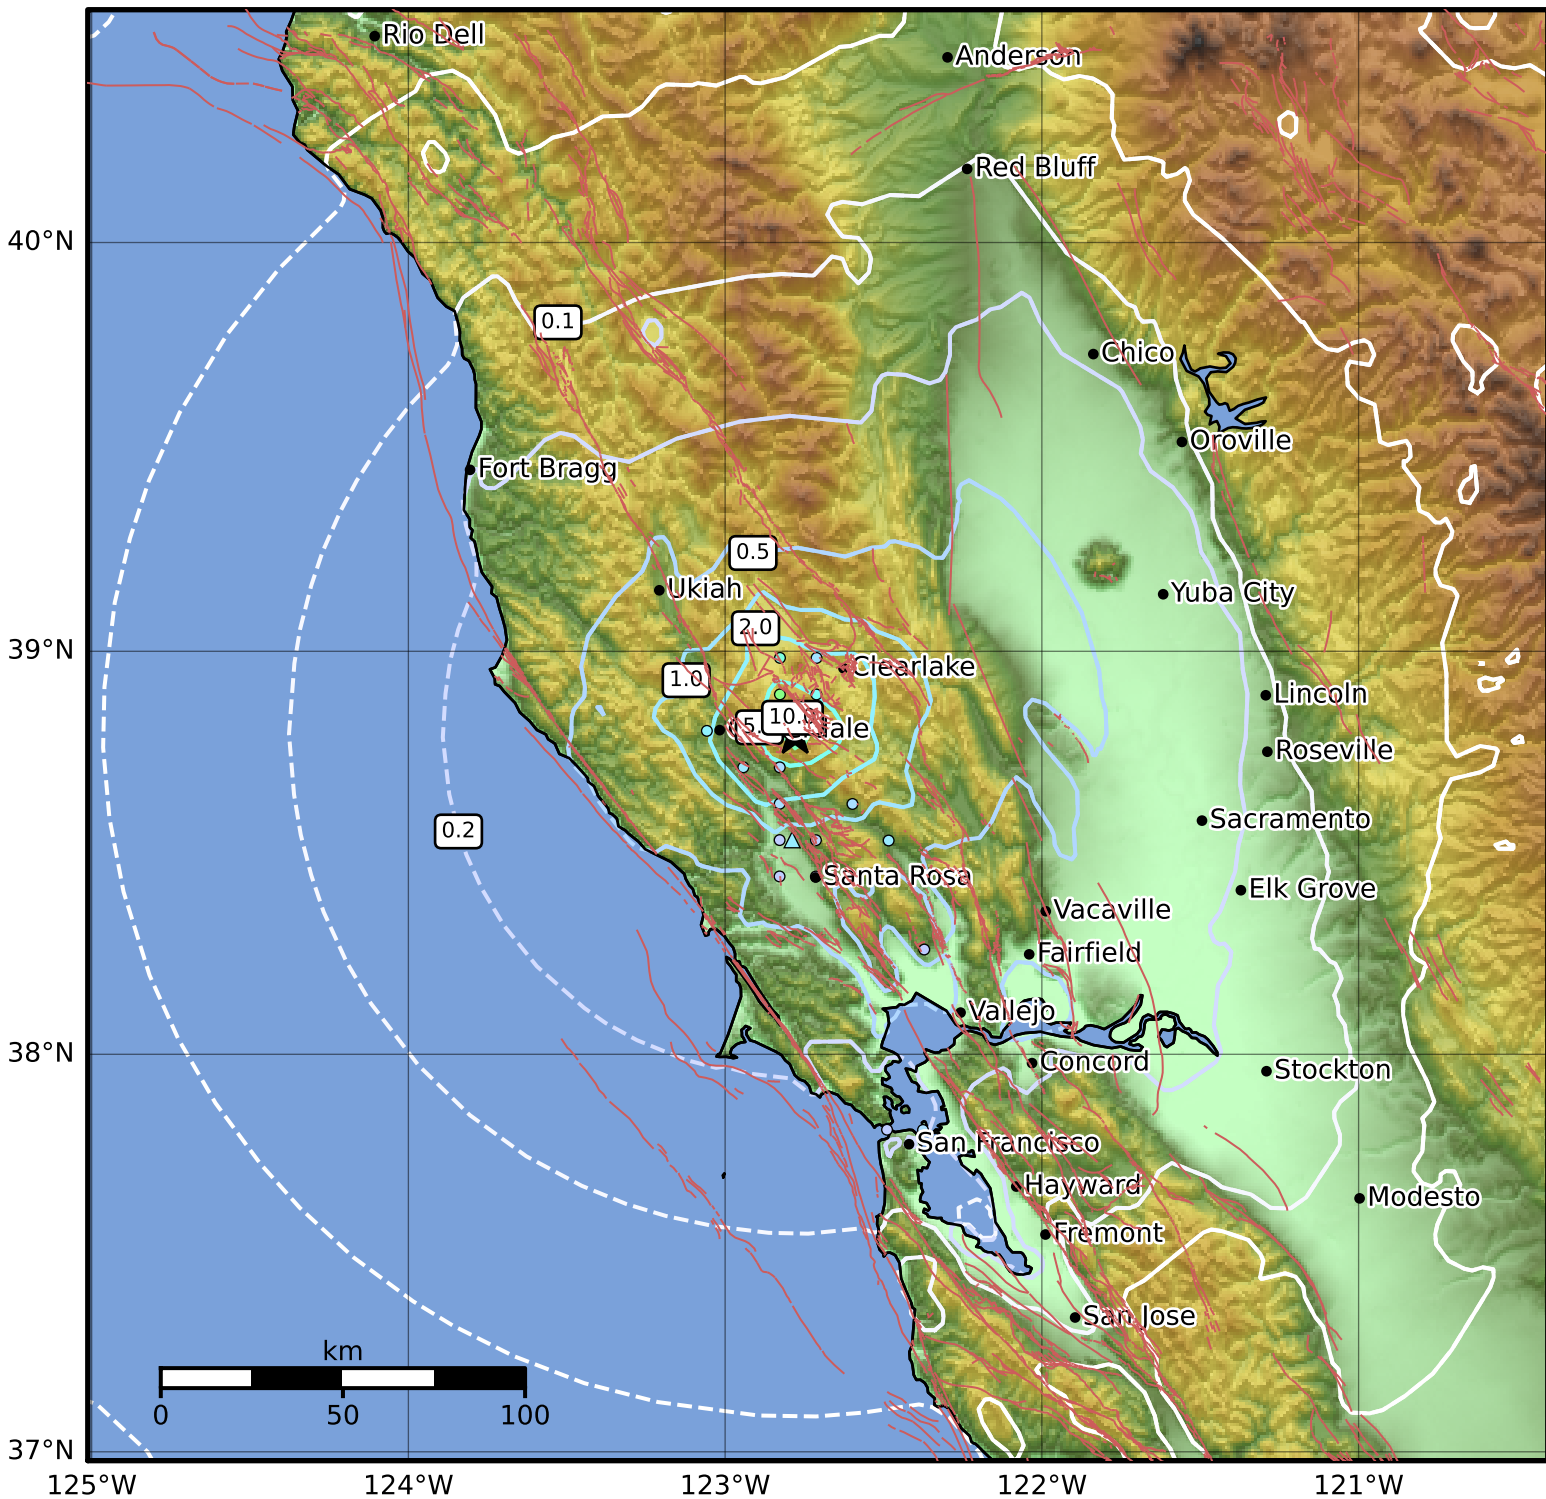 Rio Dell
Anderson
Red Bluff
40°N
0.1
Chico
Oroville
Fort Bragg
0.5
Ukiah
Yuba City
2.0
39°N
Clearlake
1.0
Lincoln
10.0
5.
dale
Roseville
0.2
Sacramento
Santa Rosa
Elk Grove
Vacaville
Fairfield
Vallejo
38°N
Concord
Stockton
San Francisco
Hayward
Modesto
Fremont
San Jose
km
0 50 100
37°N
125°W 124°W 123°W 122°W 121°W